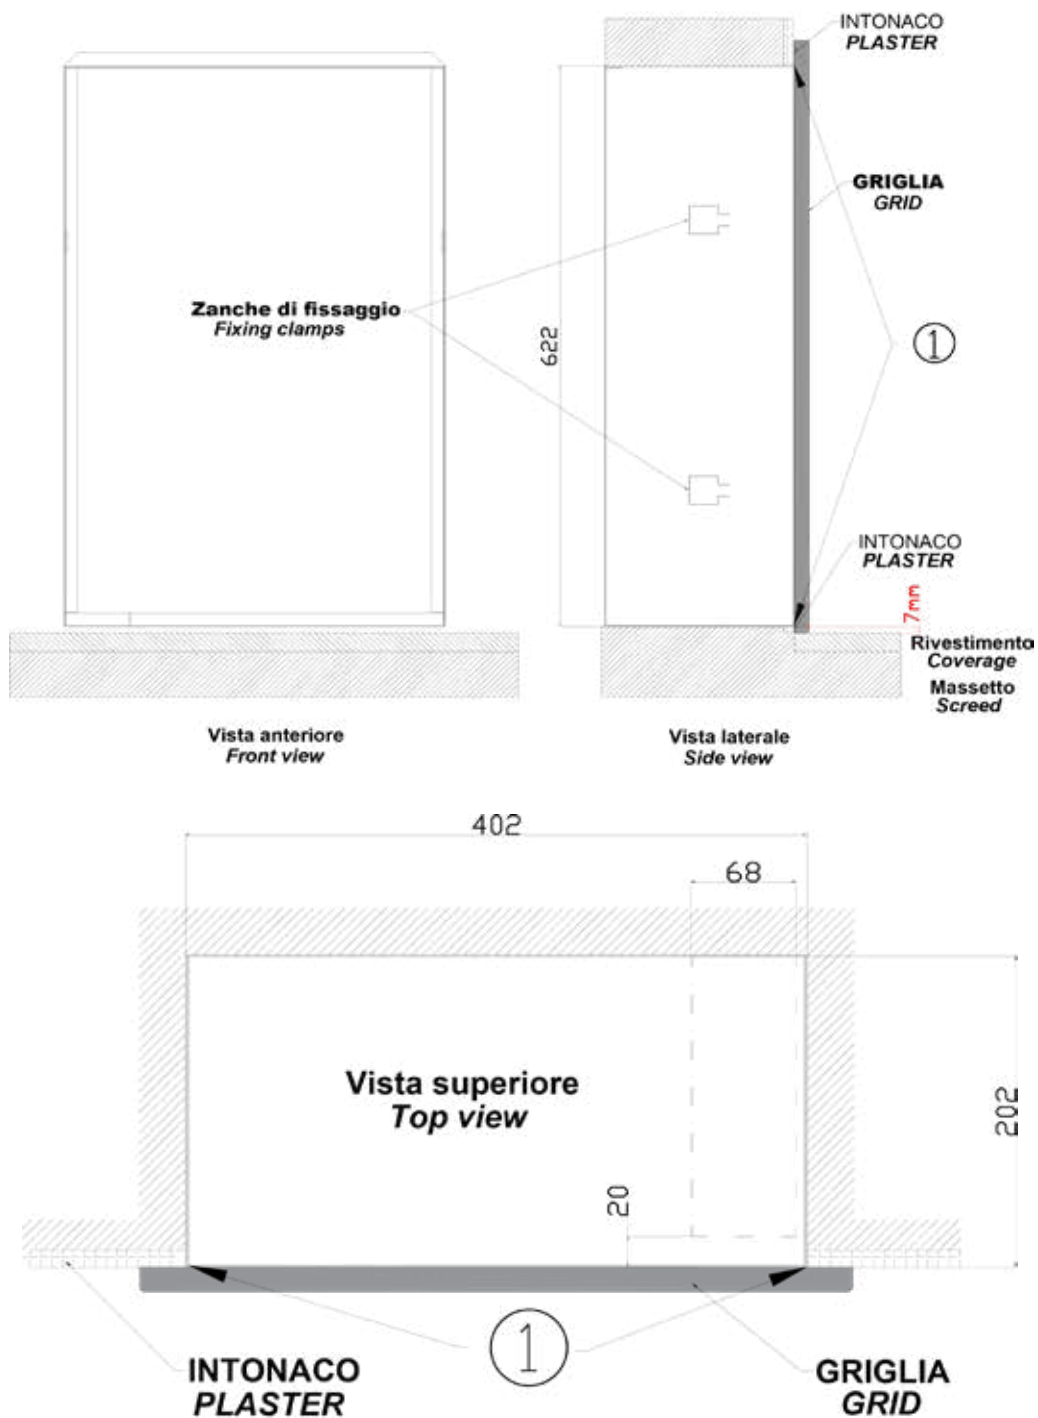 INTONACO
PLASTER
GRIGLIA
GRID
Zanche di fissaggio
Fixing clamps
622
1
INTONACO
PLASTER
7mm
Rivestimento
Coverage
Massetto
Screed
Vista anteriore
Front view
Vista laterale
Side view
402
68
Vista superiore
Top view
202
20
1
INTONACO
PLASTER
GRIGLIA
GRID